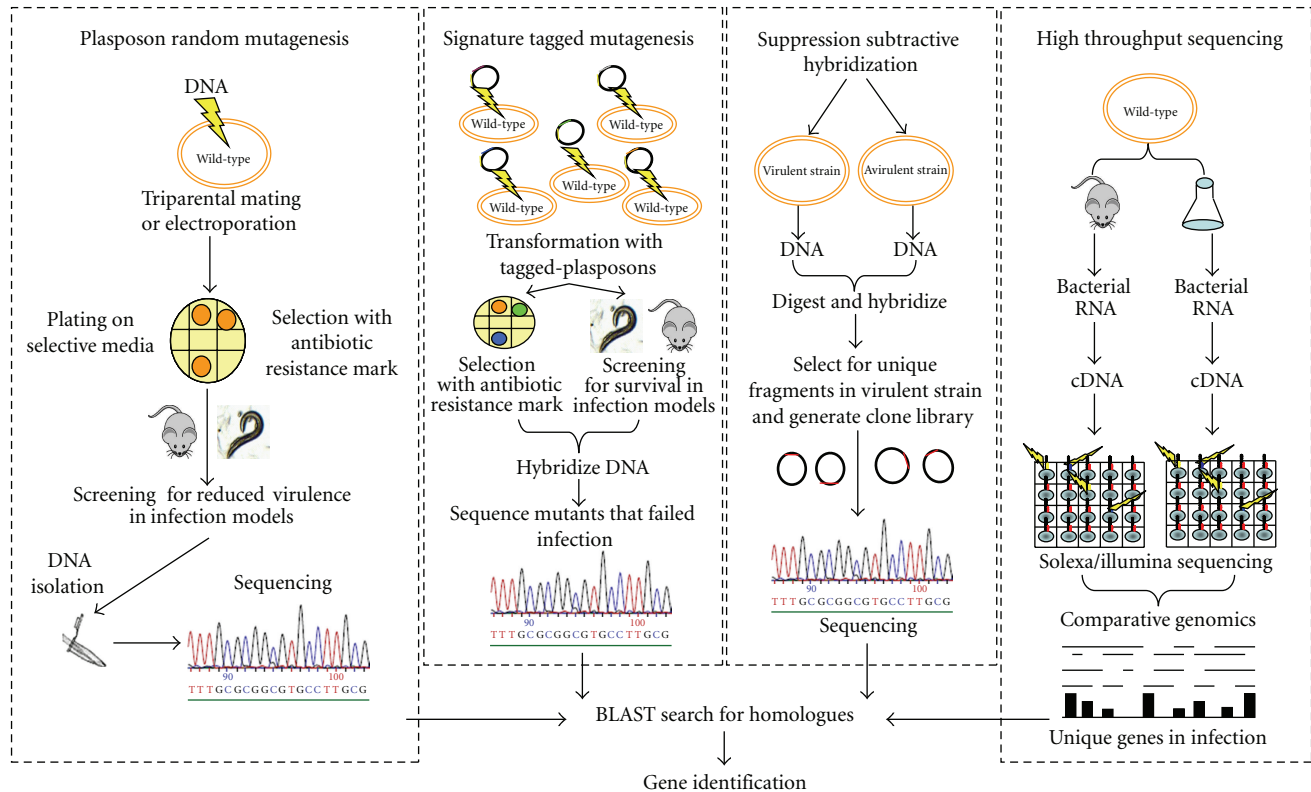 Plasposon random mutagenesis
DNA
Wild-type
Triparental mating
or electroporation
Plating on
selective media
Selection with
antibiotic
resistance mark
Screening for reduced virulence
in infection models
DNA
isolation
Sequencing
90
100
TTTGCGCGGCGTGCCTTGCG
Signature tagged mutagenesis
Wild-type
Wild-type
Wild-type
Wild-type
Wild-type
Transformation with
tagged-plasposons
Selection
with antibiotic
resistance mark
Screening
for survival in
infection models
Hybridize DNA
Sequence mutants that failed
infection
90
100
TTTGCGCGGCGTGCCTTGCG
Suppression subtractive
hybridization
Virulent strain
Avirulent strain
DNA
DNA
Digest and hybridize
Select for unique
fragments in virulent strain
and generate clone library
90
100
TTTGCGCGGCGTGCCTTGCG
Sequencing
High throughput sequencing
Wild-type
Bacterial
RNA
Bacterial
RNA
cDNA
cDNA
Solexa/illumina sequencing
Comparative genomics
Unique genes in infection
BLAST search for homologues
Gene identification